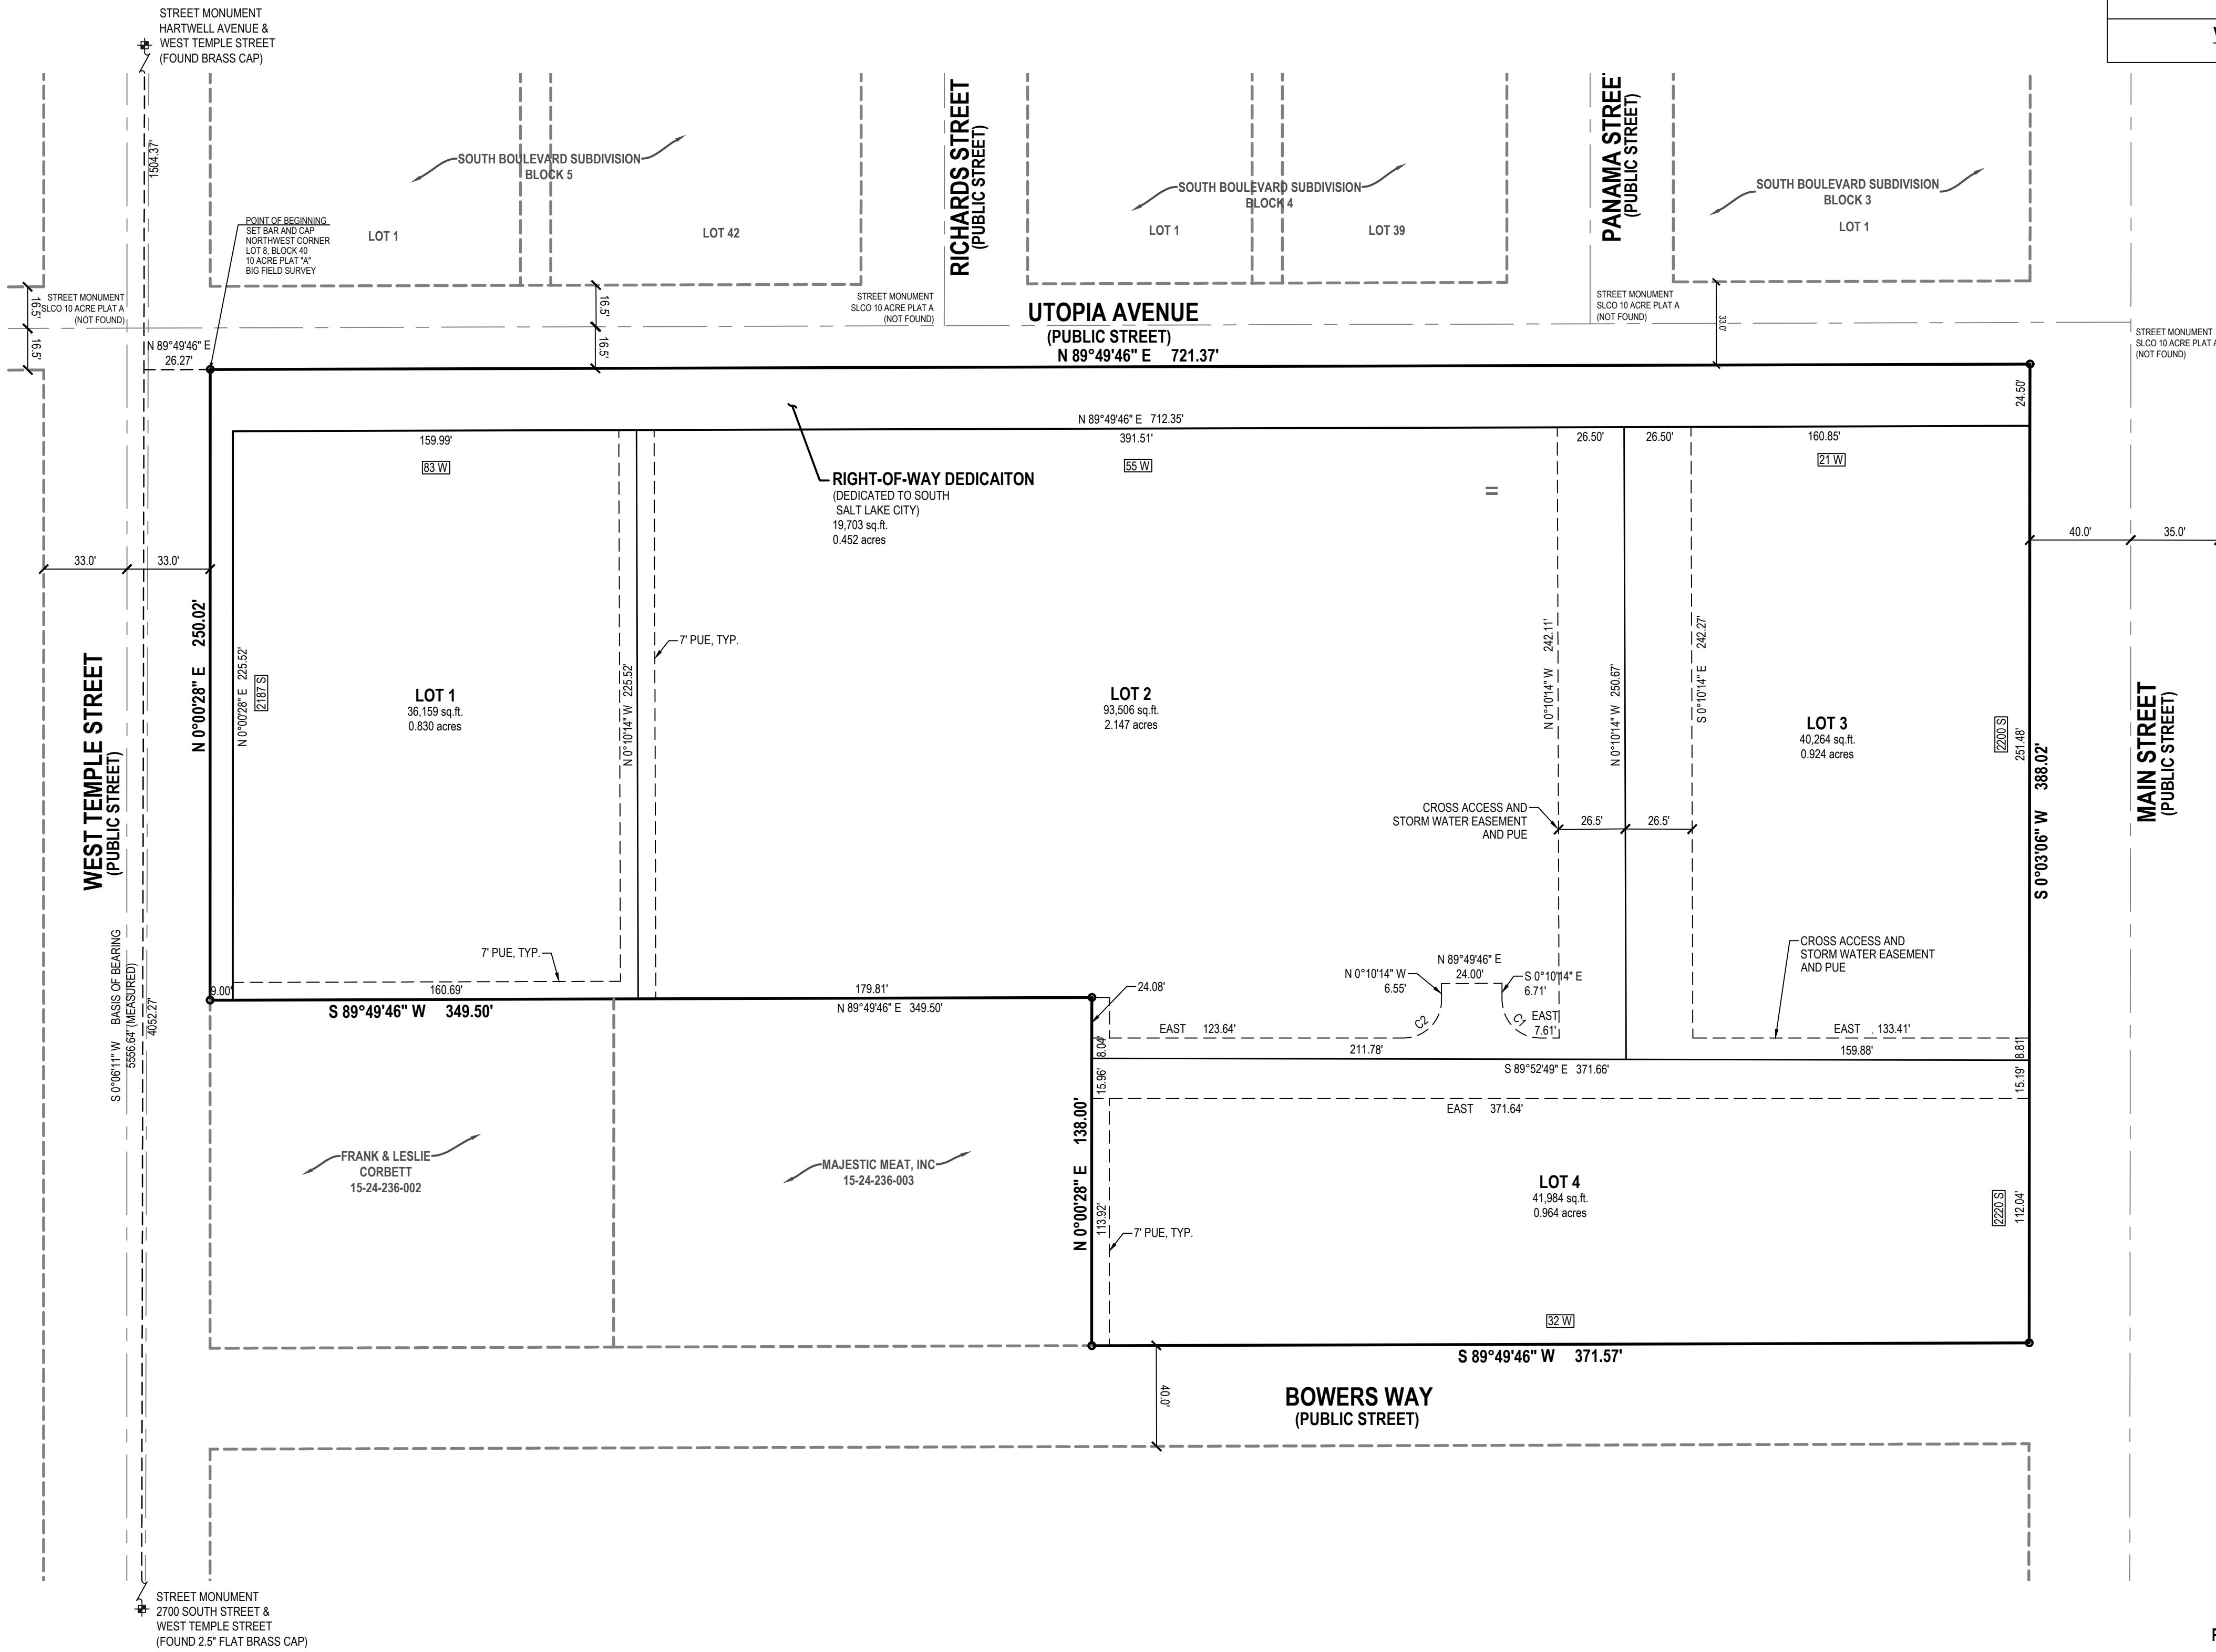 STREET MONUMENT
HARTWELL AVENUE &
WEST TEMPLE STREET
(FOUND BRASS CAP)
1504.37'
SOUTH BOULEVARD SUBDIVISION
BLOCK 5
LOT 1
LOT 42
RICHARDS STREET
(PUBLIC STREET)
SOUTH BOULEVARD SUBDIVISION
BLOCK 4
LOT 1
LOT 39
PANAMA STREET
(PUBLIC STREET)
SOUTH BOULEVARD SUBDIVISION
BLOCK 3
LOT 1
POINT OF BEGINNING
SET BAR AND CAP
NORTHWEST CORNER
LOT 8, BLOCK 40
10 ACRE PLAT "A"
BIG FIELD SURVEY
16.5'
16.5'
STREET MONUMENT
SLCO 10 ACRE PLAT A
(NOT FOUND)
N 89°49'46" E
26.27'
16.5'
16.5'
STREET MONUMENT
SLCO 10 ACRE PLAT A
(NOT FOUND)
UTOPIA AVENUE
(PUBLIC STREET)
N 89°49'46" E 721.37'
STREET MONUMENT
SLCO 10 ACRE PLAT A
(NOT FOUND)
33.0'
STREET MONUMENT
SLCO 10 ACRE PLAT A
(NOT FOUND)
24.50'
N 89°49'46" E 712.35'
159.99'
391.51'
26.50'
26.50'
160.85'
83 W
55 W
21 W
RIGHT-OF-WAY DEDICAITON
(DEDICATED TO SOUTH
SALT LAKE CITY)
19,703 sq.ft.
0.452 acres
=
33.0'
33.0'
40.0'
35.0'
WEST TEMPLE STREET
(PUBLIC STREET)
N 0°00'28" E 250.02'
N 0°00'28" E 225.52'
2187 S
LOT 1
36,159 sq.ft.
0.830 acres
N 0°10'14" W 225.52'
7' PUE, TYP.
LOT 2
93,506 sq.ft.
2.147 acres
N 0°10'14" W 242.11'
N 0°10'14" W 250.67'
S 0°10'14" E 242.27'
LOT 3
40,264 sq.ft.
0.924 acres
2200 S
251.48'
S 0°03'06" W 388.02'
MAIN STREET
(PUBLIC STREET)
CROSS ACCESS AND
STORM WATER EASEMENT
AND PUE
26.5'
26.5'
CROSS ACCESS AND
STORM WATER EASEMENT
AND PUE
7' PUE, TYP.
9.00'
160.69'
179.81'
S 89°49'46" W 349.50'
N 89°49'46" E 349.50'
24.08'
N 0°10'14" W
6.55'
N 89°49'46" E
24.00'
S 0°10'14" E
6.71'
EAST 123.64'
C2
C1
EAST
7.61'
EAST 133.41'
8.04'
211.78'
159.88'
8.81'
S 89°52'49" E 371.66'
15.96'
15.19'
EAST 371.64'
S 0°06'11" W BASIS OF BEARING
5556.64' (MEASURED)
4052.27'
FRANK & LESLIE
CORBETT
15-24-236-002
MAJESTIC MEAT, INC
15-24-236-003
N 0°00'28" E 138.00'
113.92'
7' PUE, TYP.
LOT 4
41,984 sq.ft.
0.964 acres
2220 S
112.04'
32 W
S 89°49'46" W 371.57'
40.0'
BOWERS WAY
(PUBLIC STREET)
STREET MONUMENT
2700 SOUTH STREET &
WEST TEMPLE STREET
(FOUND 2.5" FLAT BRASS CAP)